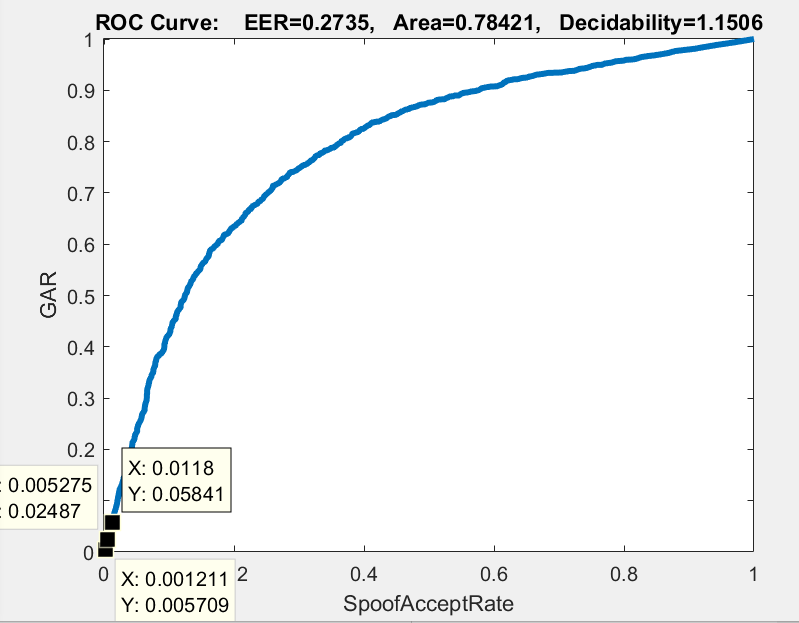 ROC Curve: EER=0.2735, Area=0.78421, Decidability=1.1506
1
0.9
0.8
0.7
0.6
0.5
0.4
0.3
0.2
0
GAR
X: 0.0118
Y: 0.05841
: 0.005275
: 0.02487
X: 0.001211
Y: 0.005709
0
2
0.4
0.6
0.8
1
SpoofAcceptRate